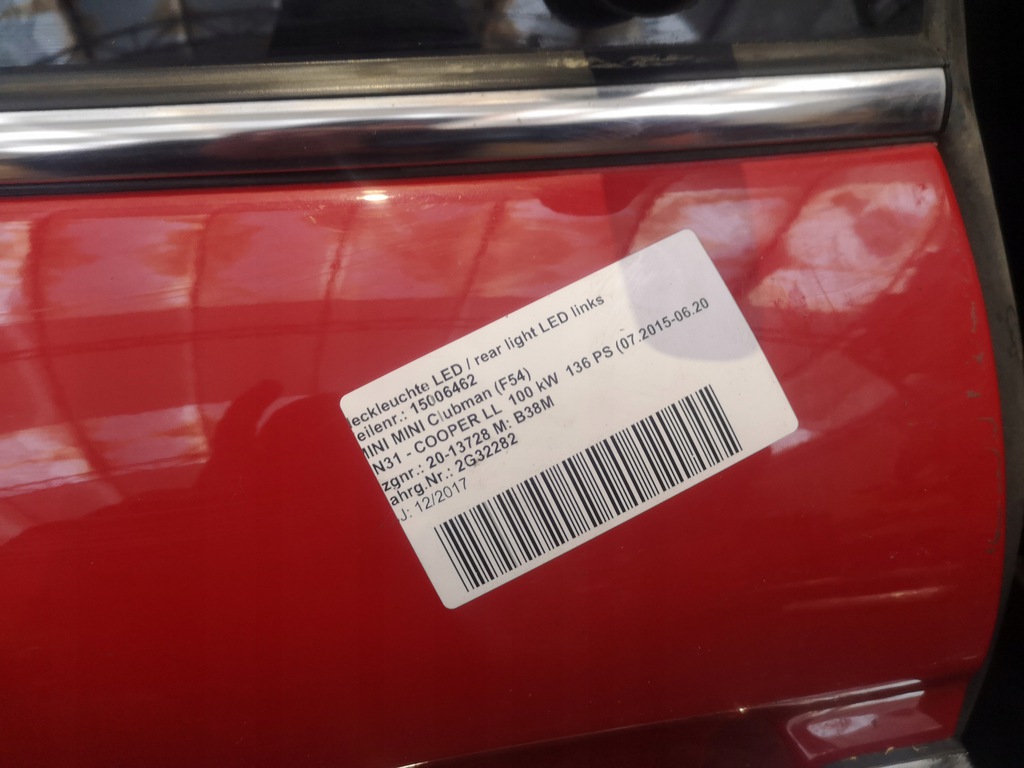 leckleuchte LED / rear light LED links
eilenr.: 15006462
INI MINI Clubman (F54)
N31 - COOPER LL 100 kW 136 PS (07.2015-06.20
zgnr.: 20-13728 M: B38M
ahrg.Nr.: 2G32282
J: 12/2017